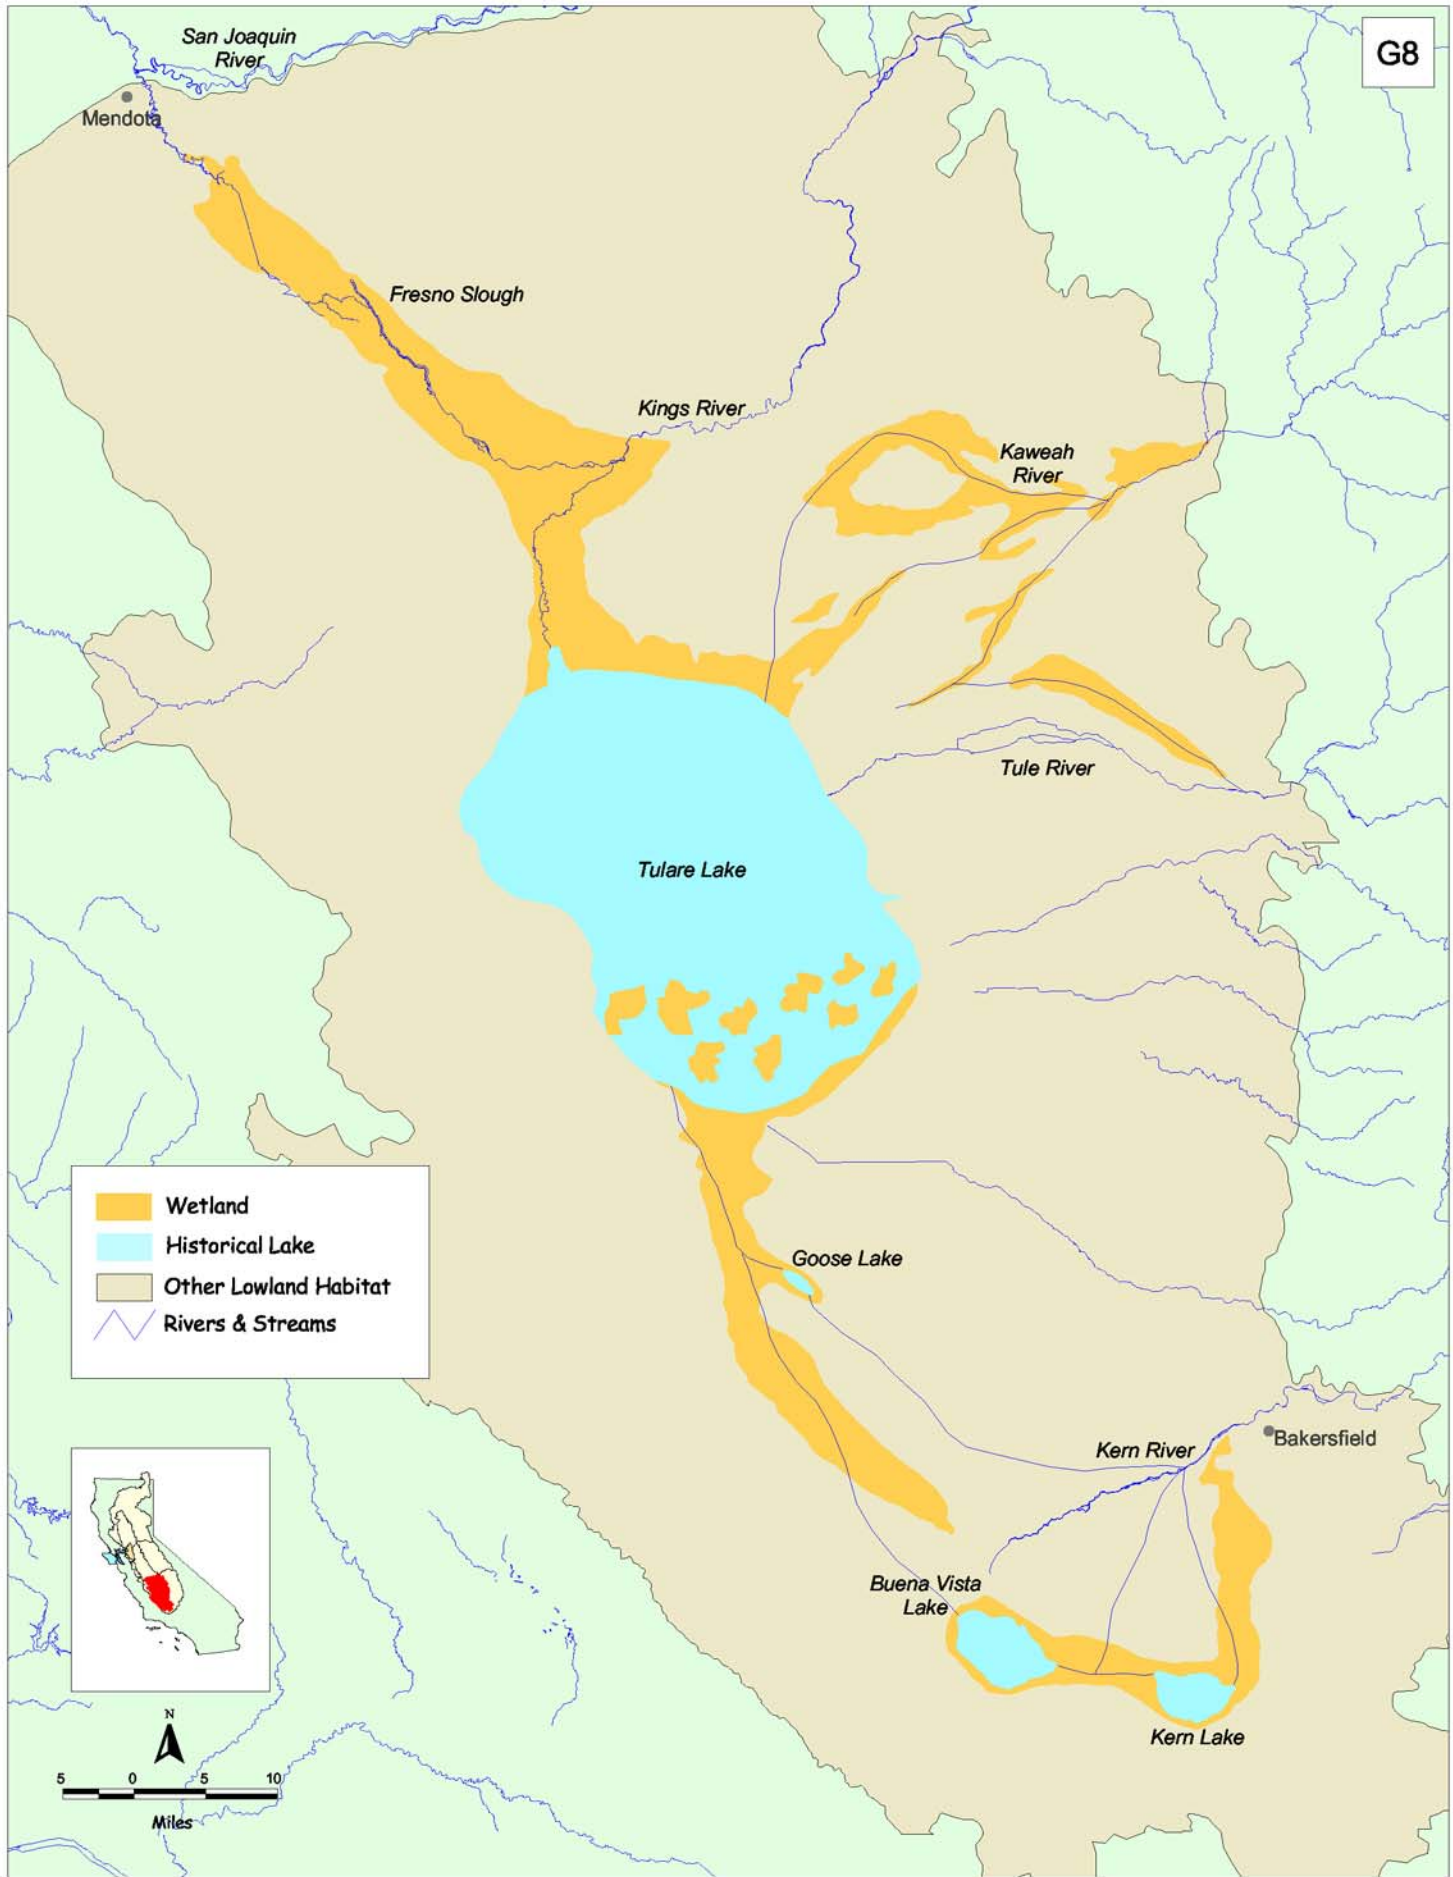 San Joaquin
River
G8
Mendota
Fresno Slough
Kings River
Kaweah
River
Tule River
Tulare Lake
Wetland
Historical Lake
Other Lowland Habitat
Rivers & Streams
Goose Lake
Kern River
Bakersfield
Buena Vista
Lake
Kern Lake
N
5 0 5 10
Miles